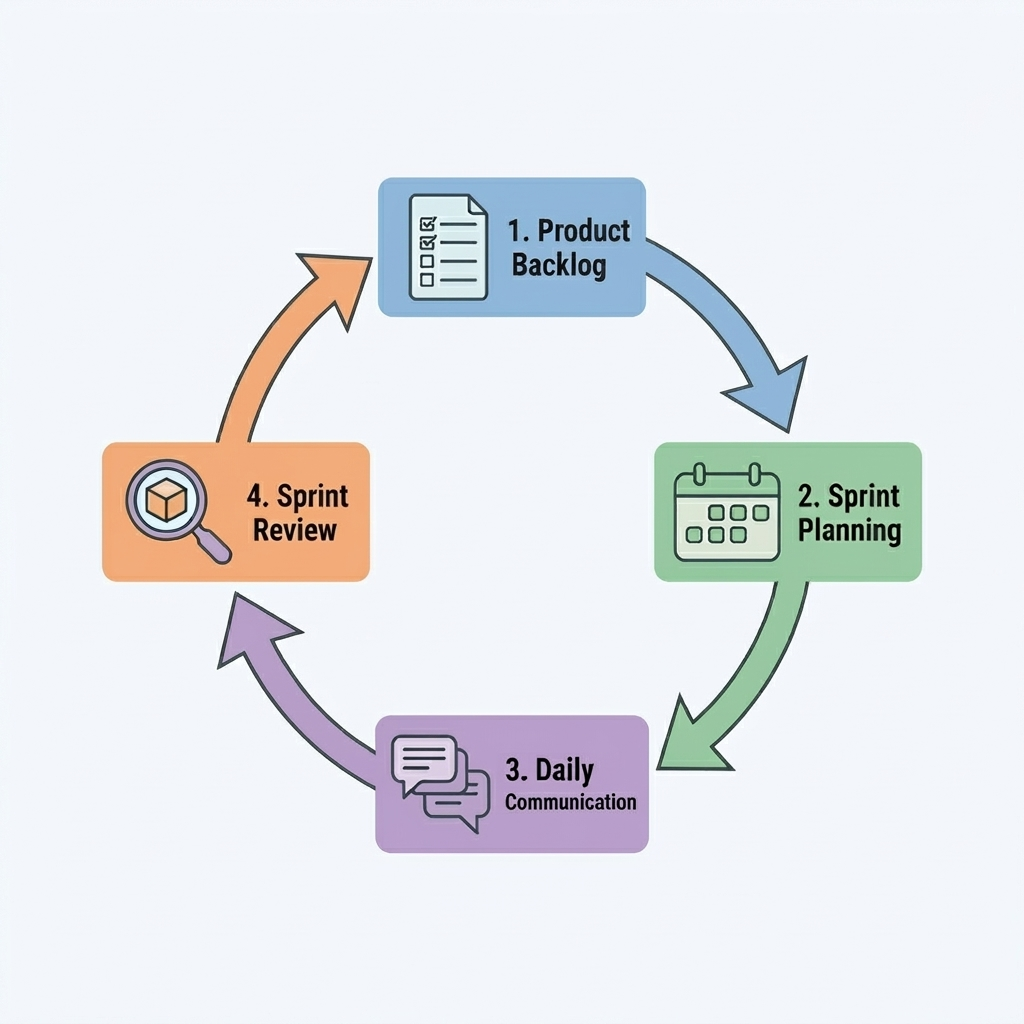 1. Product
Backlog
2. Sprint
Planning
3. Daily
Communication
4. Sprint
Review